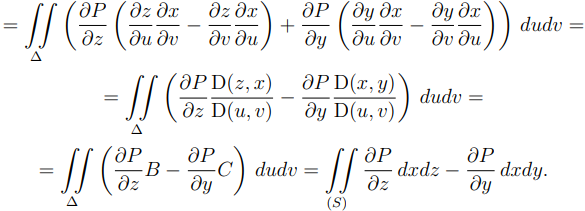 = ∬_Δ ( ∂P/∂z ( ∂z/∂u ∂x/∂v − ∂z/∂v ∂x/∂u ) + ∂P/∂y ( ∂y/∂u ∂x/∂v − ∂y/∂v ∂x/∂u ) ) dudv =
= ∬_Δ ( ∂P/∂z D(z, x)/D(u, v) − ∂P/∂y D(x, y)/D(u, v) ) dudv =
= ∬_Δ ( ∂P/∂z B − ∂P/∂y C ) dudv = ∬_(S) ∂P/∂z dxdz − ∂P/∂y dxdy.